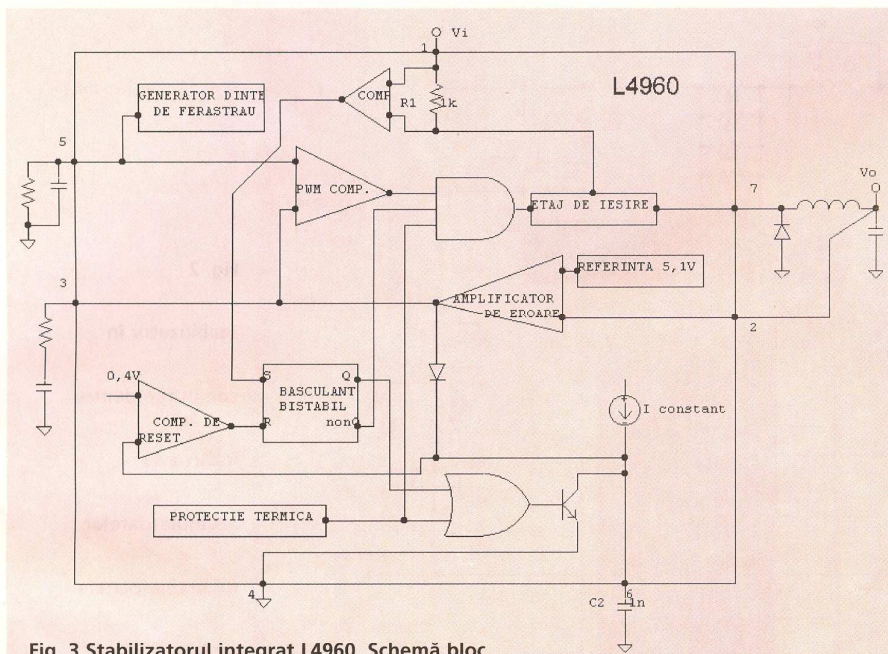 Vi
1
L4960
GENERATOR DINTE
DE FERASTRAU
COMP
R1
1k
5
PWM COMP.
7
Vo
ETAJ DE IESIRE
REFERINTA 5,1V
3
AMPLIFICATOR
DE EROARE
2
0,4V
S
Q
BASCULANT
BISTABIL
R
nonQ
COMP. DE
RESET
I constant
PROTECTIE TERMICA
4
6
C2
1n
Fig. 3 Stabilizatorul integrat L4960. Schemă bloc